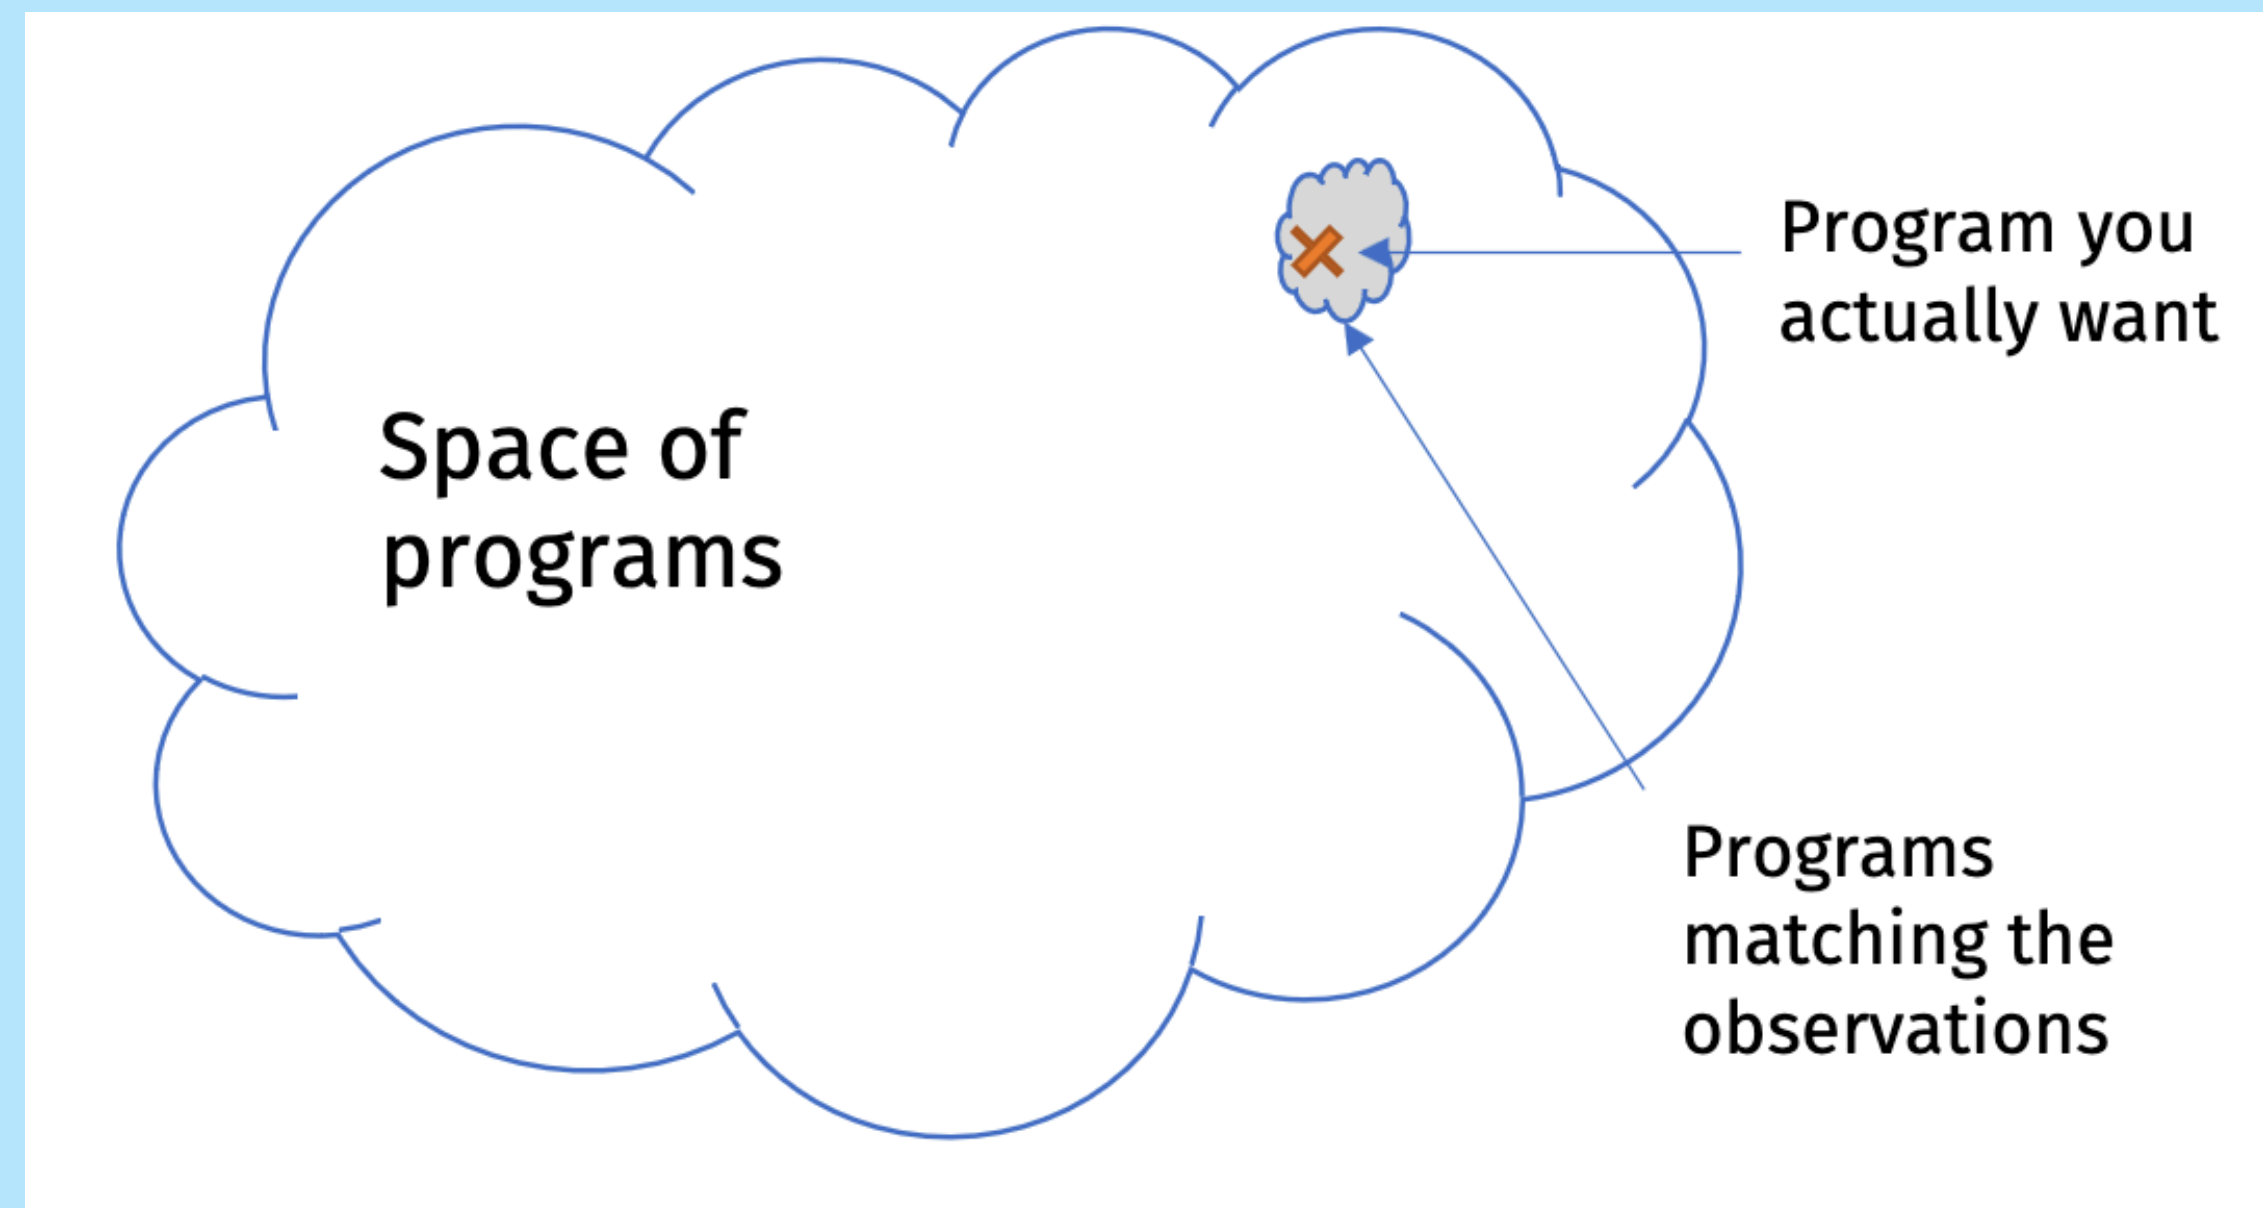 Space of
programs
Program you
actually want
Programs
matching the
observations